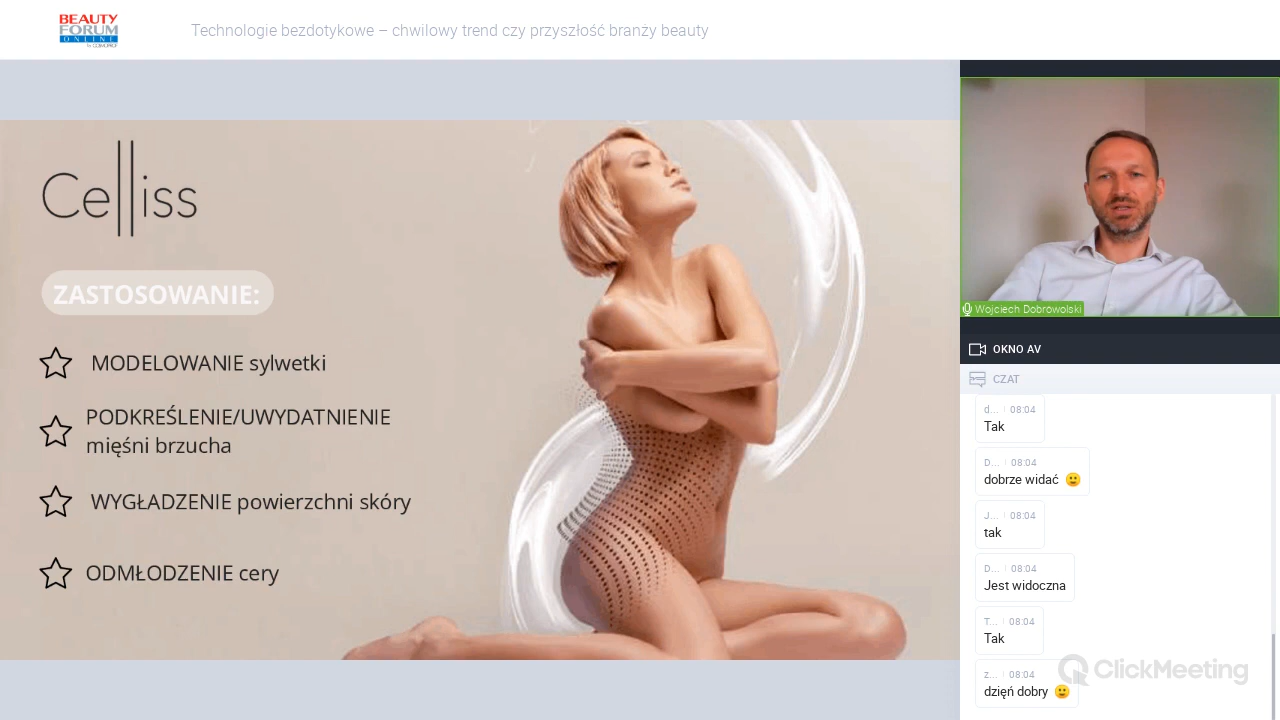 BEAUTY
FORUM
ONLINE
by COSMOPROF
Technologie bezdotykowe – chwilowy trend czy przyszłość branży beauty
Celliss
ZASTOSOWANIE:
MODELOWANIE sylwetki
PODKREŚLENIE/UWYDATNIENIE
mięśni brzucha
WYGŁADZENIE powierzchni skóry
ODMŁODZENIE cery
Wojciech Dobrowolski
OKNO AV
CZAT
d... 08:04
Tak
D... 08:04
dobrze widać 🙂
J... 08:04
tak
D... 08:04
Jest widoczna
T... 08:04
Tak
z... 08:04
dzięń dobry 🙂
ClickMeeting